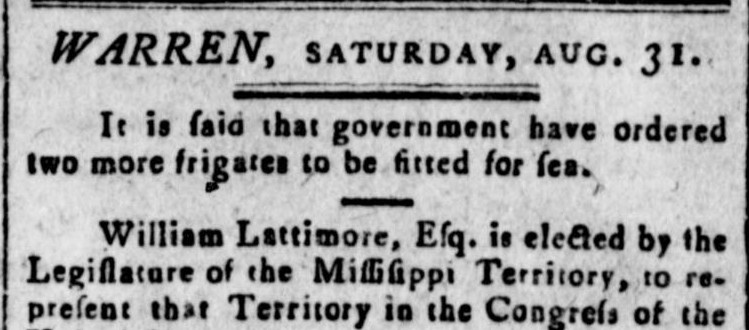 WARREN, SATURDAY, AUG. 31.
It is ſaid that government have ordered
two more frigates to be fitted for ſea.
William Lattimore, Eſq. is elected by the
Legiſlature of the Miſſiſippi Territory, to re-
preſent that Territory in the Congreſs of the